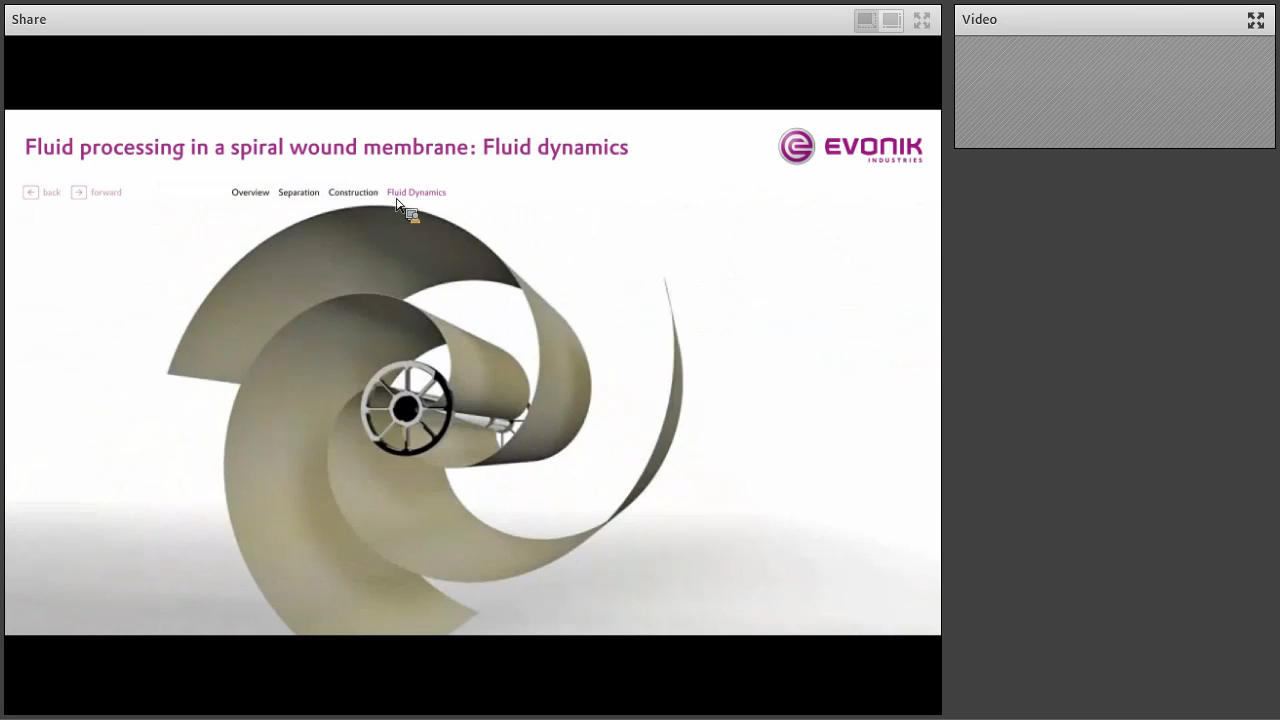 Share
Video
Fluid processing in a spiral wound membrane: Fluid dynamics
EVONIK
INDUSTRIES
back forward Overview Separation Construction Fluid Dynamics